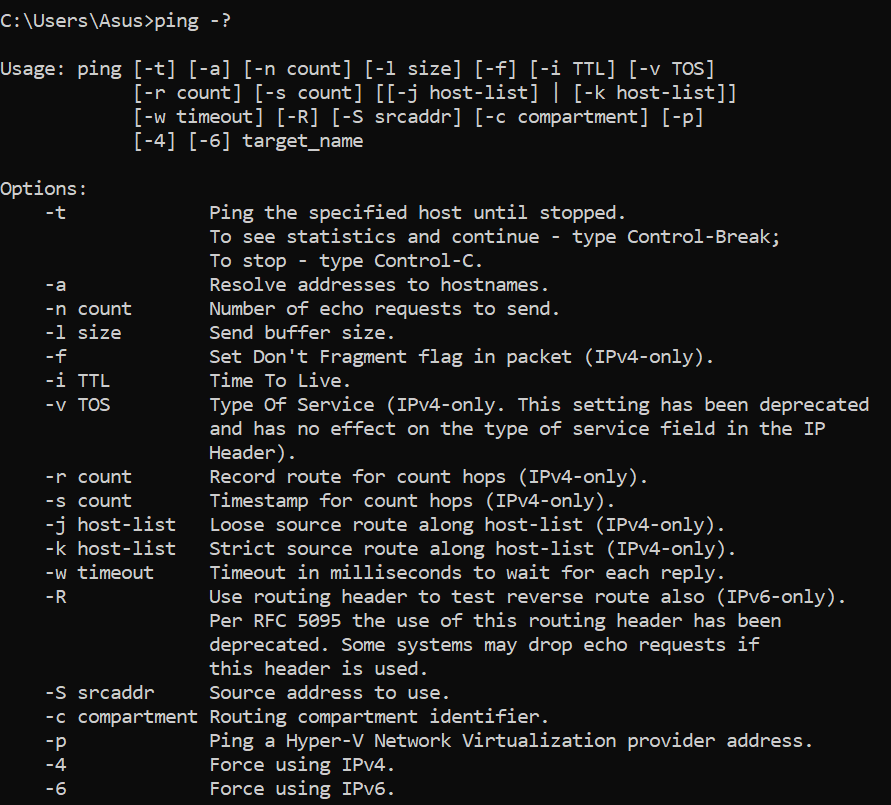 C:\Users\Asus>ping -?
Usage: ping [-t] [-a] [-n count] [-l size] [-f] [-i TTL] [-v TOS]
            [-r count] [-s count] [[-j host-list] | [-k host-list]]
            [-w timeout] [-R] [-S srcaddr] [-c compartment] [-p]
            [-4] [-6] target_name
Options:
    -t             Ping the specified host until stopped.
                   To see statistics and continue - type Control-Break;
                   To stop - type Control-C.
    -a             Resolve addresses to hostnames.
    -n count       Number of echo requests to send.
    -l size        Send buffer size.
    -f             Set Don't Fragment flag in packet (IPv4-only).
    -i TTL         Time To Live.
    -v TOS         Type Of Service (IPv4-only. This setting has been deprecated
                   and has no effect on the type of service field in the IP
                   Header).
    -r count       Record route for count hops (IPv4-only).
    -s count       Timestamp for count hops (IPv4-only).
    -j host-list   Loose source route along host-list (IPv4-only).
    -k host-list   Strict source route along host-list (IPv4-only).
    -w timeout     Timeout in milliseconds to wait for each reply.
    -R             Use routing header to test reverse route also (IPv6-only).
                   Per RFC 5095 the use of this routing header has been
                   deprecated. Some systems may drop echo requests if
                   this header is used.
    -S srcaddr     Source address to use.
    -c compartment Routing compartment identifier.
    -p             Ping a Hyper-V Network Virtualization provider address.
    -4             Force using IPv4.
    -6             Force using IPv6.